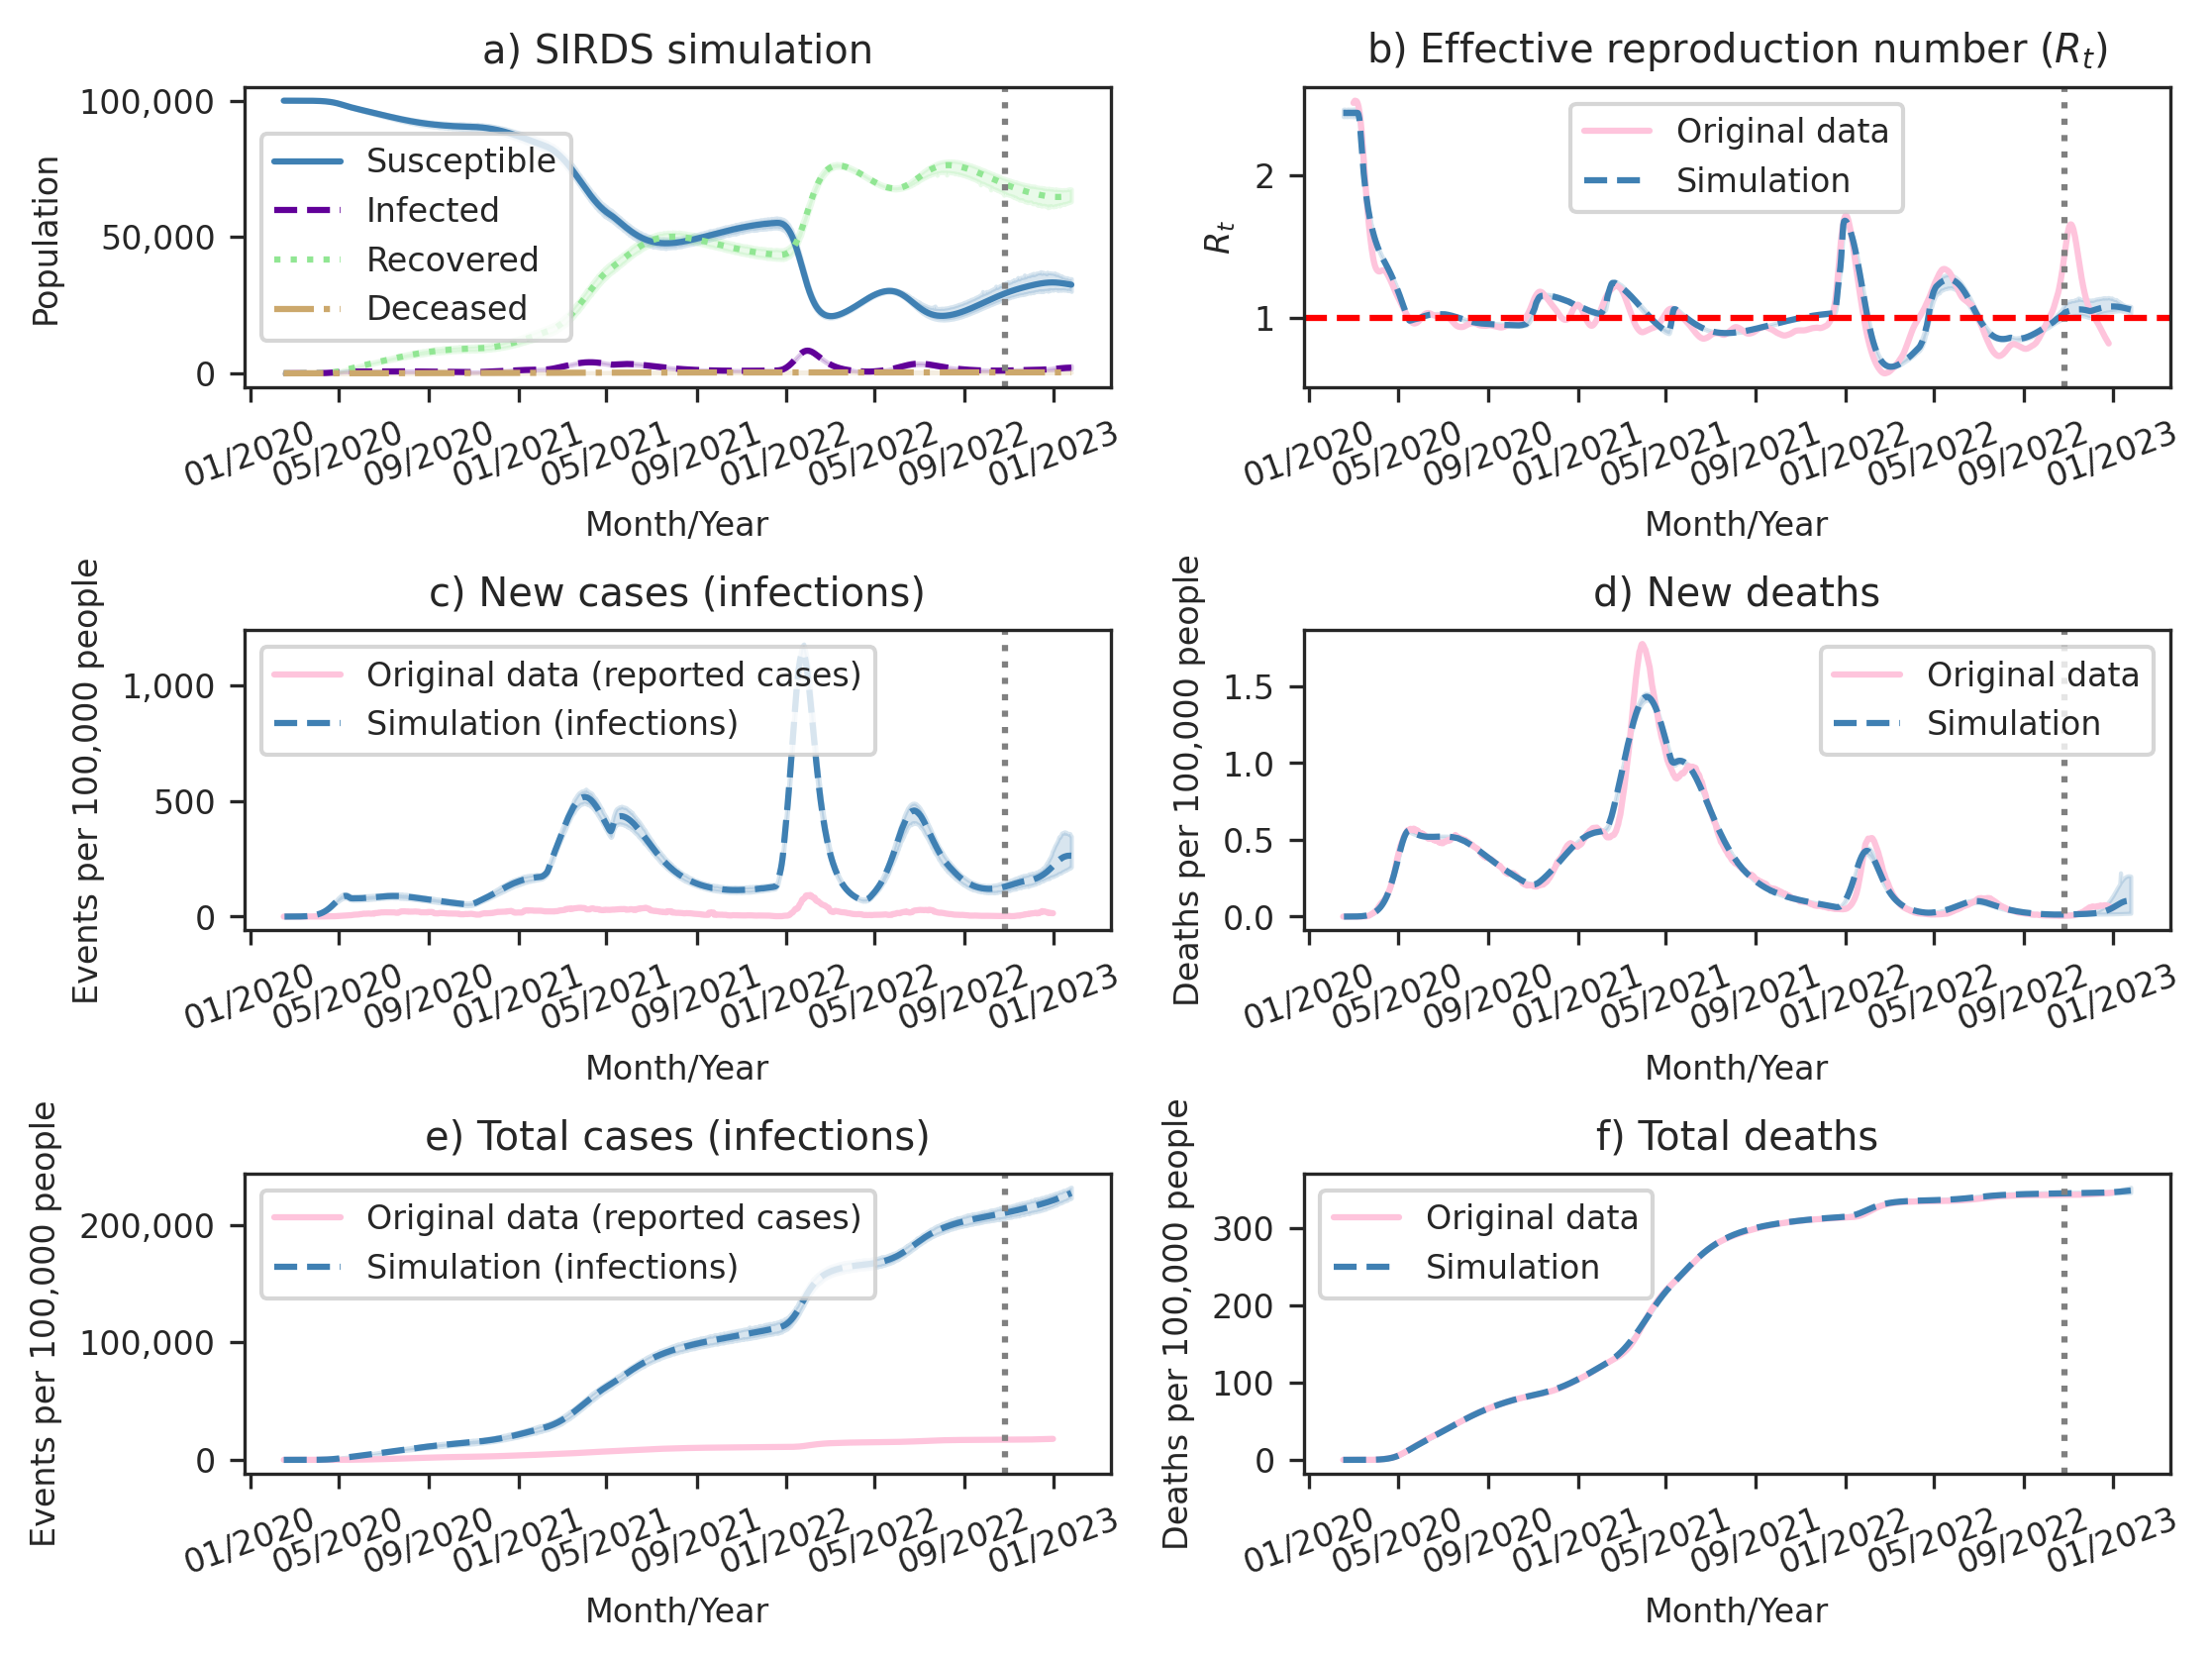 a) SIRDS simulation
Population
100,000
50,000
0
Susceptible
Infected
Recovered
Deceased
01/2020
05/2020
09/2020
01/2021
05/2021
09/2021
01/2022
05/2022
09/2022
01/2023
Month/Year
b) Effective reproduction number (Rₜ)
Rₜ
2
1
Original data
Simulation
01/2020
05/2020
09/2020
01/2021
05/2021
09/2021
01/2022
05/2022
09/2022
01/2023
Month/Year
c) New cases (infections)
Events per 100,000 people
1,000
500
0
Original data (reported cases)
Simulation (infections)
01/2020
05/2020
09/2020
01/2021
05/2021
09/2021
01/2022
05/2022
09/2022
01/2023
Month/Year
d) New deaths
Deaths per 100,000 people
1.5
1.0
0.5
0.0
Original data
Simulation
01/2020
05/2020
09/2020
01/2021
05/2021
09/2021
01/2022
05/2022
09/2022
01/2023
Month/Year
e) Total cases (infections)
Events per 100,000 people
200,000
100,000
0
Original data (reported cases)
Simulation (infections)
01/2020
05/2020
09/2020
01/2021
05/2021
09/2021
01/2022
05/2022
09/2022
01/2023
Month/Year
f) Total deaths
Deaths per 100,000 people
300
200
100
0
Original data
Simulation
01/2020
05/2020
09/2020
01/2021
05/2021
09/2021
01/2022
05/2022
09/2022
01/2023
Month/Year